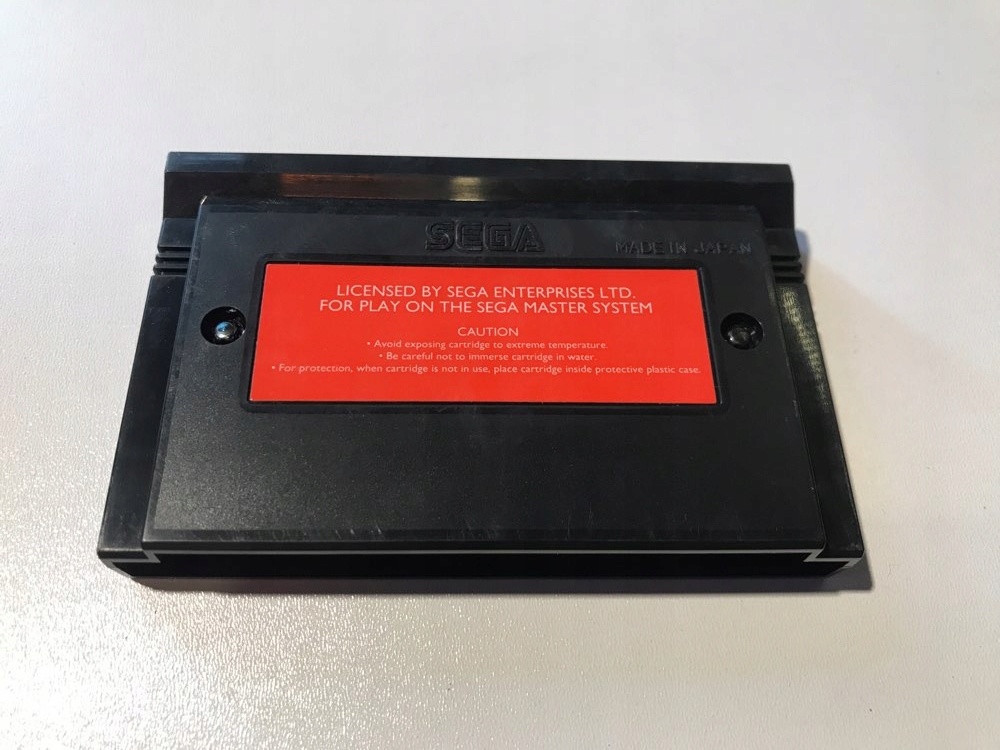 SEGA
MADE IN JAPAN
LICENSED BY SEGA ENTERPRISES LTD.
FOR PLAY ON THE SEGA MASTER SYSTEM
CAUTION
• Avoid exposing cartridge to extreme temperature.
• Be careful not to immerse cartridge in water.
• For protection, when cartridge is not in use, place cartridge inside protective plastic case.